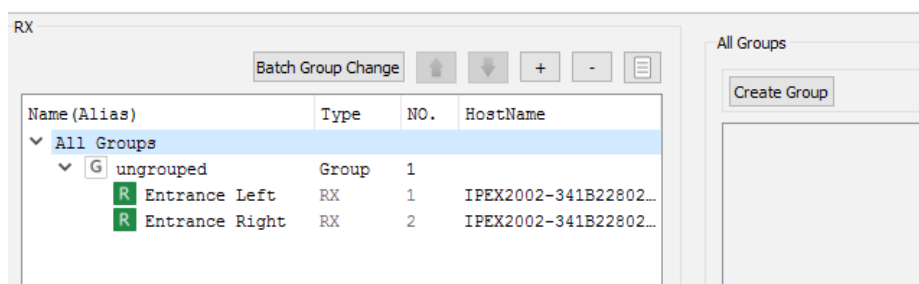 RX
All Groups
Batch Group Change + -
Create Group
Name(Alias) Type NO. HostName
All Groups
G ungrouped Group 1
R Entrance Left RX 1 IPEX2002-341B22802...
R Entrance Right RX 2 IPEX2002-341B22802...